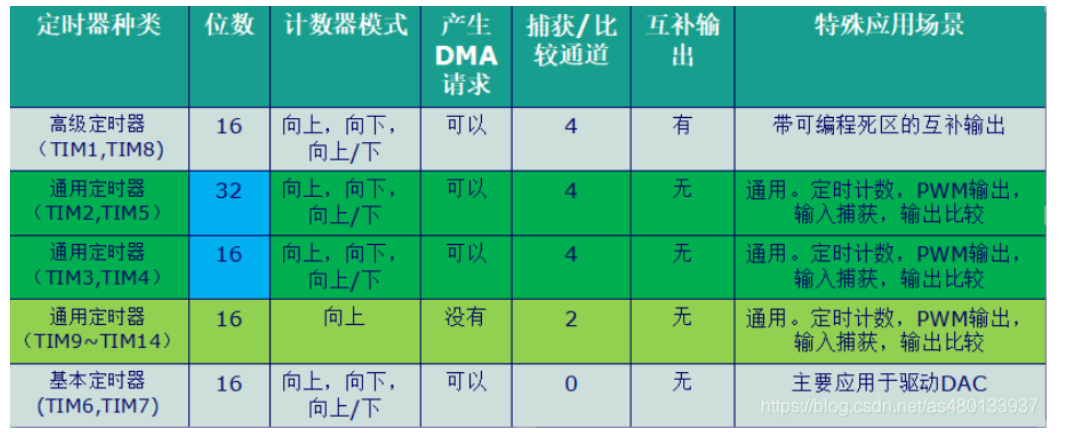 定时器种类 位数 计数器模式 产生 捕获/比 互补输 特殊应用场景
DMA 较通道 出
请求
高级定时器 16 向上，向下， 可以 4 有 带可编程死区的互补输出
（TIM1,TIM8) 向上/下
通用定时器 32 向上，向下， 可以 4 无 通用。定时计数，PWM输出，
（TIM2,TIM5） 向上/下 输入捕获，输出比较
通用定时器 16 向上，向下， 可以 4 无 通用。定时计数，PWM输出，
（TIM3,TIM4） 向上/下 输入捕获，输出比较
通用定时器 16 向上 没有 2 无 通用。定时计数，PWM输出，
（TIM9~TIM14） 输入捕获，输出比较
基本定时器 16 向上，向下， 可以 0 无 主要应用于驱动DAC
(TIM6,TIM7) 向上/下
https://blog.csdn.net/as480133937